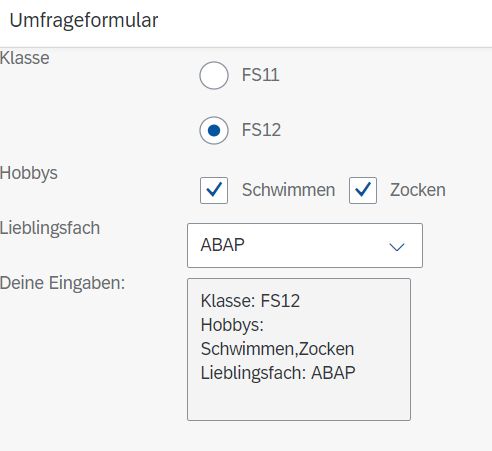 Umfrageformular
Klasse
FS11
FS12
Hobbys
Schwimmen Zocken
Lieblingsfach
ABAP
Deine Eingaben:
Klasse: FS12
Hobbys:
Schwimmen,Zocken
Lieblingsfach: ABAP